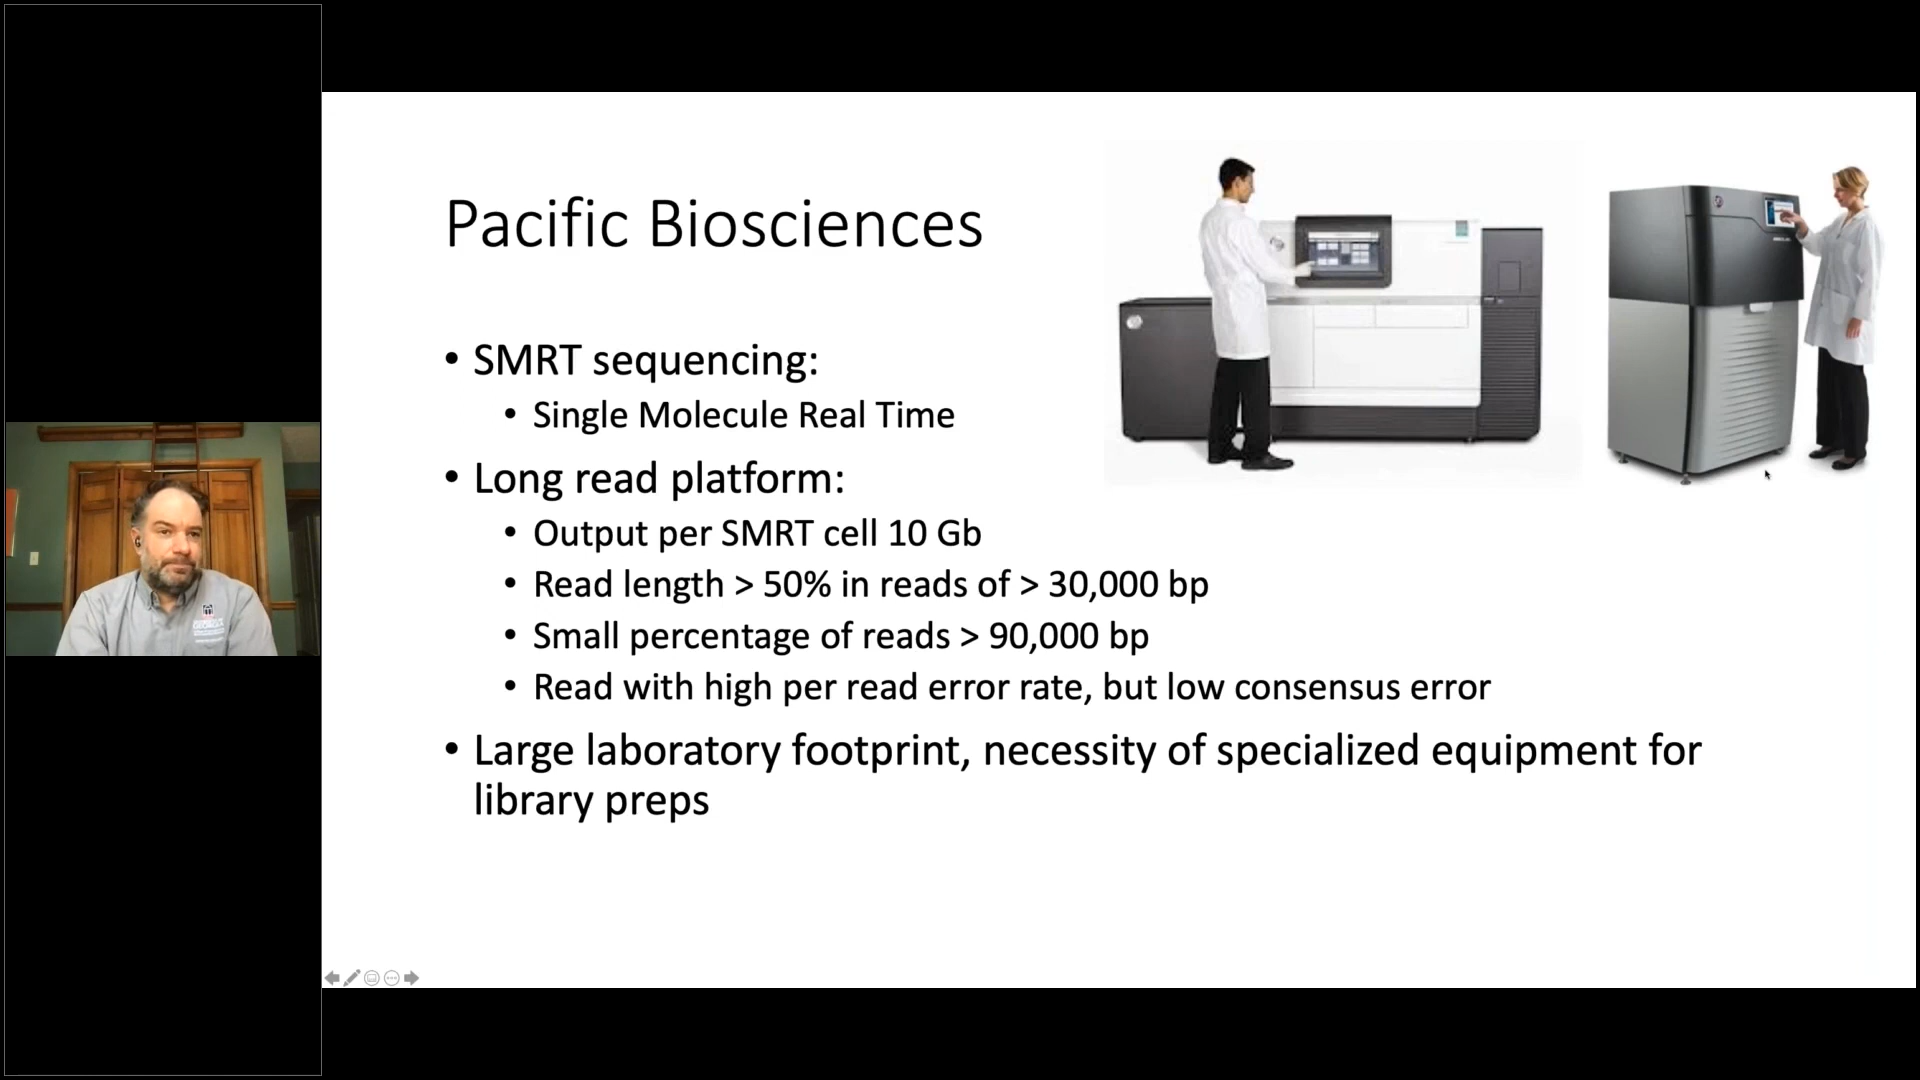 Pacific Biosciences
• SMRT sequencing:
• Single Molecule Real Time
• Long read platform:
• Output per SMRT cell 10 Gb
• Read length > 50% in reads of > 30,000 bp
• Small percentage of reads > 90,000 bp
• Read with high per read error rate, but low consensus error
• Large laboratory footprint, necessity of specialized equipment for
library preps
GEORGIA